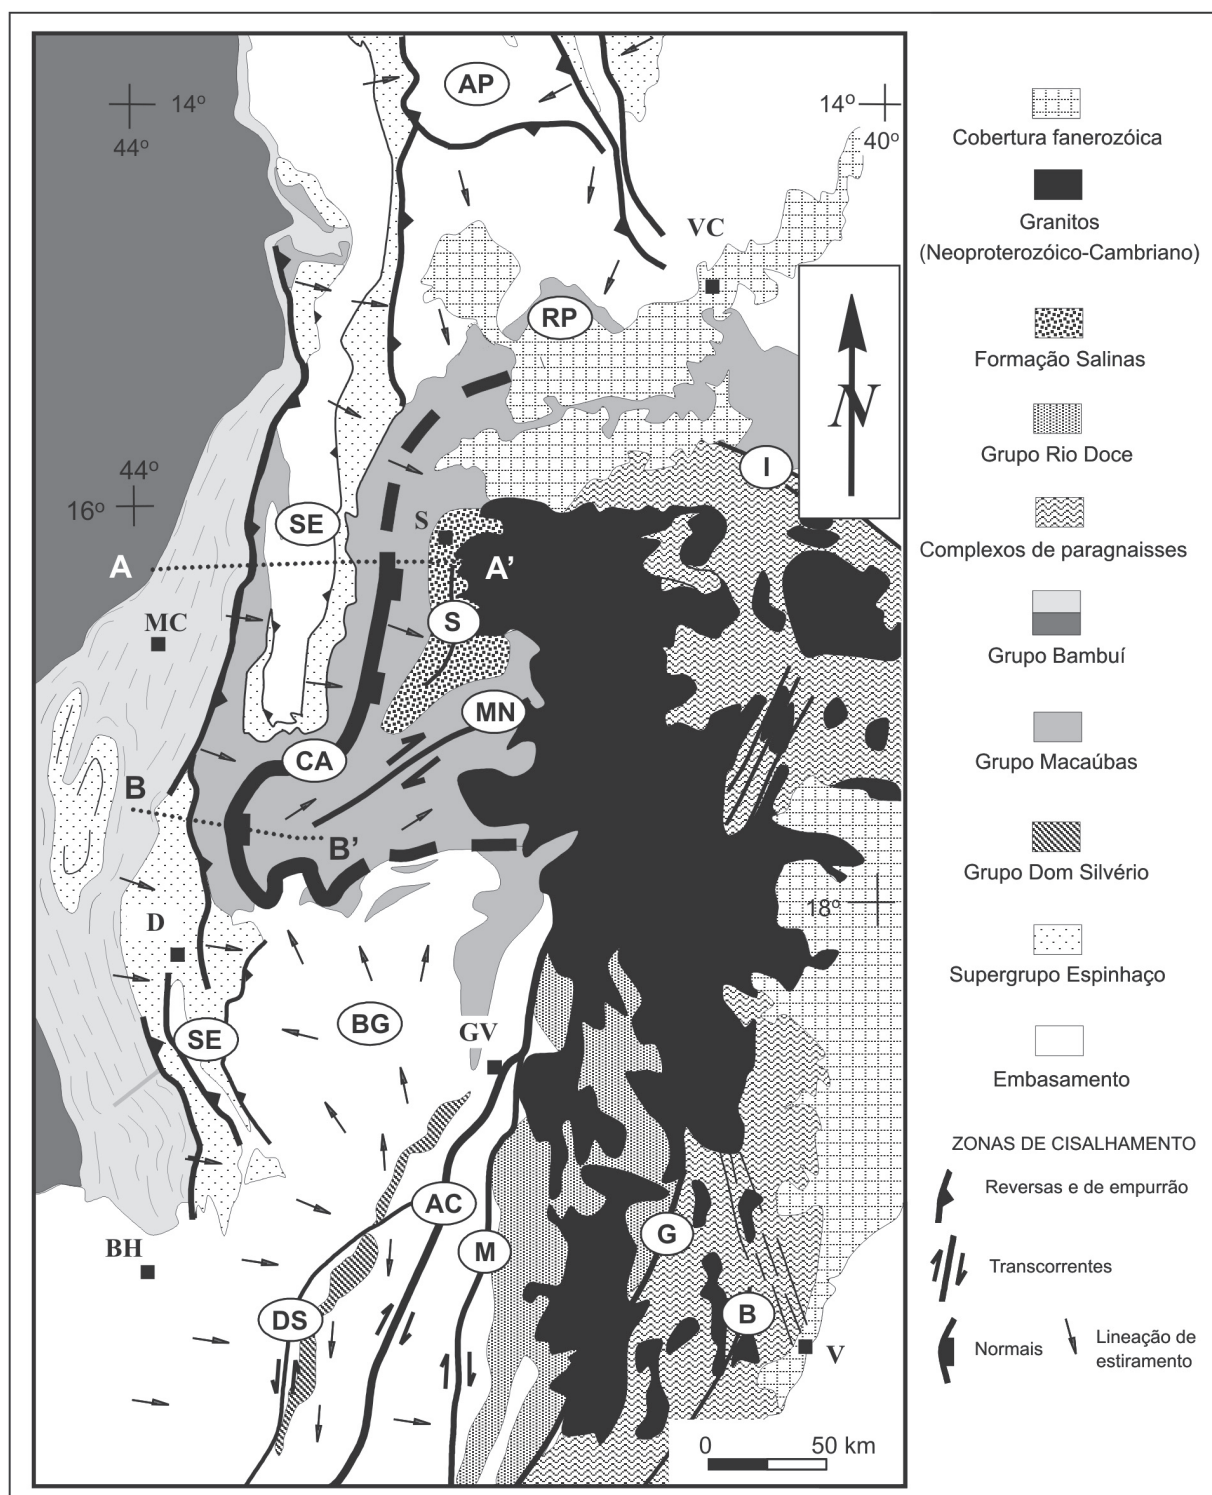 AP
14º
44º
14º
40º
VC
RP
N
I
44º
16º
SE
S
A
A’
MC
S
MN
CA
B
B’
D
18º
SE
BG
GV
AC
M
G
BH
DS
B
V
0
50 km
Cobertura fanerozóica
Granitos
(Neoproterozóico-Cambriano)
Formação Salinas
Grupo Rio Doce
Complexos de paragnaisses
Grupo Bambuí
Grupo Macaúbas
Grupo Dom Silvério
Supergrupo Espinhaço
Embasamento
ZONAS DE CISALHAMENTO
Reversas e de empurrão
Transcorrentes
Normais
Lineação de
estiramento